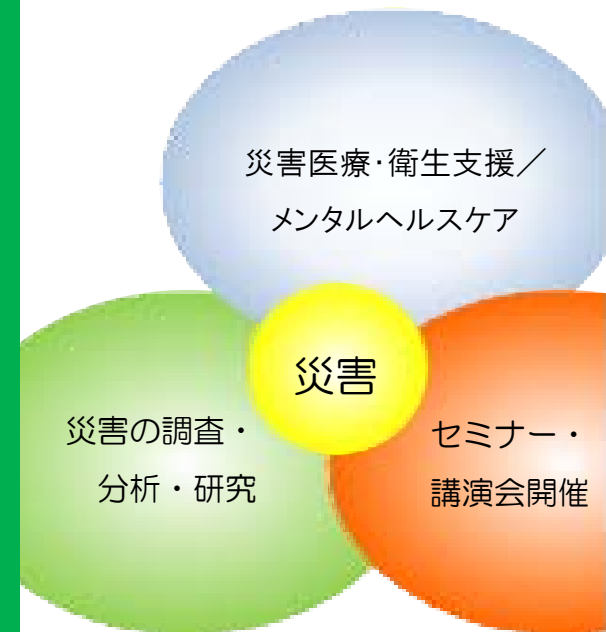 災害医療・衛生支援／
メンタルヘルスケア
災害
災害の調査・
分析・研究
セミナー・
講演会開催